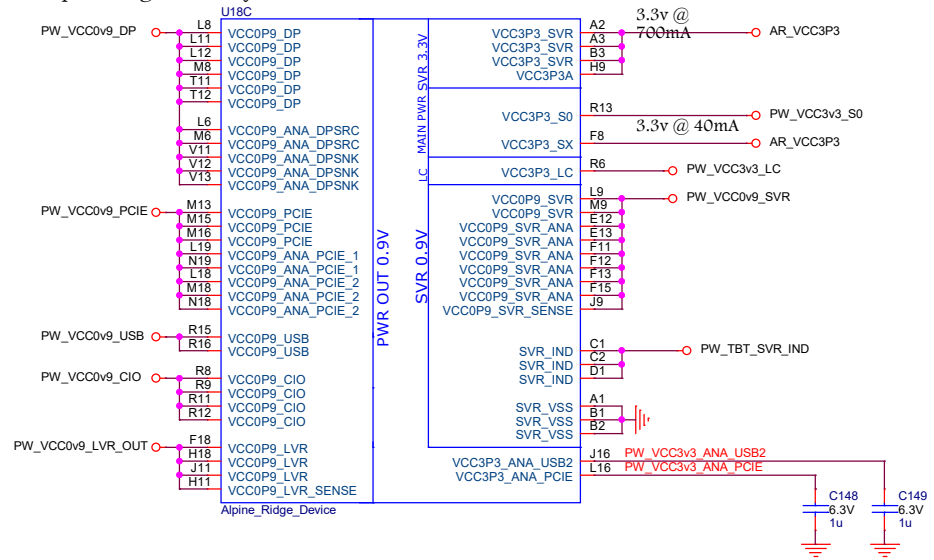 U18C
PW_VCC0v9_DP
L8 VCC0P9_DP
L11 VCC0P9_DP
L12 VCC0P9_DP
M8 VCC0P9_DP
T11 VCC0P9_DP
T12 VCC0P9_DP
L6 VCC0P9_ANA_DPSRC
M6 VCC0P9_ANA_DPSRC
V11 VCC0P9_ANA_DPSNK
V12 VCC0P9_ANA_DPSNK
V13 VCC0P9_ANA_DPSNK
PW_VCC0v9_PCIE
M13 VCC0P9_PCIE
M15 VCC0P9_PCIE
M16 VCC0P9_PCIE
L19 VCC0P9_ANA_PCIE_1
N19 VCC0P9_ANA_PCIE_1
L18 VCC0P9_ANA_PCIE_2
M18 VCC0P9_ANA_PCIE_2
N18 VCC0P9_ANA_PCIE_2
PW_VCC0v9_USB
R15 VCC0P9_USB
R16 VCC0P9_USB
PW_VCC0v9_CIO
R8 VCC0P9_CIO
R9 VCC0P9_CIO
R11 VCC0P9_CIO
R12 VCC0P9_CIO
PW_VCC0v9_LVR_OUT
F18 VCC0P9_LVR
H18 VCC0P9_LVR
J11 VCC0P9_LVR
H11 VCC0P9_LVR_SENSE
Alpine_Ridge_Device
PWR OUT 0.9V
SVR 3.3V
MAIN PWR
LC
SVR 0.9V
3.3v @
700mA
VCC3P3_SVR A2 AR_VCC3P3
VCC3P3_SVR A3
VCC3P3_SVR B3
VCC3P3A H9
VCC3P3_S0 R13 PW_VCC3v3_S0
3.3v @ 40mA
VCC3P3_SX F8 AR_VCC3P3
VCC3P3_LC R6 PW_VCC3v3_LC
VCC0P9_SVR L9 PW_VCC0v9_SVR
VCC0P9_SVR M9
VCC0P9_SVR_ANA E12
VCC0P9_SVR_ANA E13
VCC0P9_SVR_ANA F11
VCC0P9_SVR_ANA F12
VCC0P9_SVR_ANA F13
VCC0P9_SVR_ANA F15
VCC0P9_SVR_SENSE J9
SVR_IND C1 PW_TBT_SVR_IND
SVR_IND C2
SVR_IND D1
SVR_VSS A1
SVR_VSS B1
SVR_VSS B2
VCC3P3_ANA_USB2 J16 PW_VCC3v3_ANA_USB2
VCC3P3_ANA_PCIE L16 PW_VCC3v3_ANA_PCIE
C148 C149
6.3V 6.3V
1u 1u